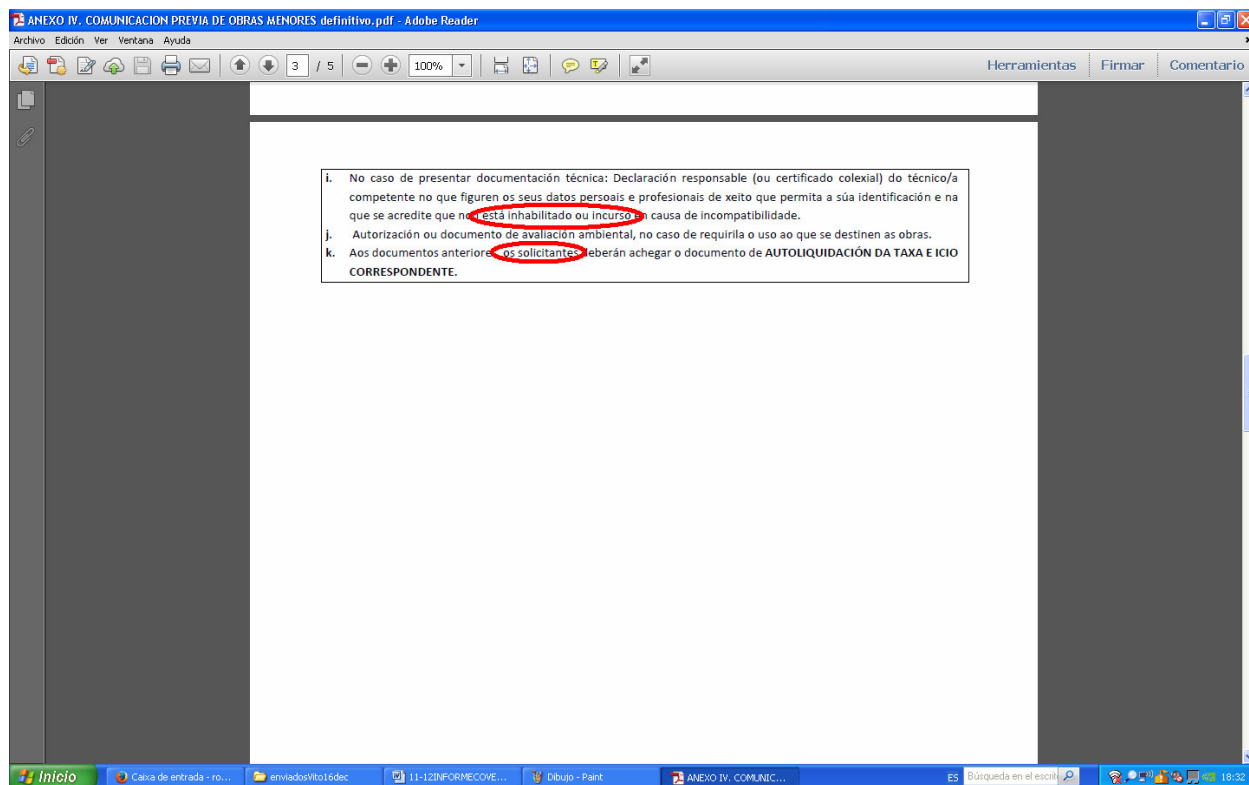 ANEXO IV. COMUNICACION PREVIA DE OBRAS MENORES definitivo.pdf - Adobe Reader
Archivo Edición Ver Ventana Ayuda
3 / 5 100% Herramientas Firmar Comentario
i. No caso de presentar documentación técnica: Declaración responsable (ou certificado colexial) do técnico/a
competente no que figuren os seus datos persoais e profesionais de xeito que permita a súa identificación e na
que se acredite que non está inhabilitado ou incurso en causa de incompatibilidade.
j. Autorización ou documento de avaliación ambiental, no caso de requirila o uso ao que se destinen as obras.
k. Aos documentos anteriores os solicitantes deberán achegar o documento de AUTOLIQUIDACIÓN DA TAXA E ICIO
CORRESPONDENTE.
Inicio Caixa de entrada - ro... enviadosVito16dec 11-12INFORMECOVE... Dibujo - Paint ANEXO IV. COMUNIC... ES Búsqueda en el escrit 18:32